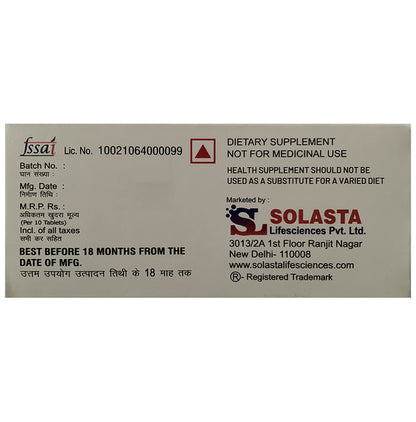 fssai Lic. No. 10021064000099
Batch No. :
घान संख्या :
Mfg. Date :
निर्माण तिथि :
M.R.P. Rs. :
अधिकतम खुदरा मूल्य
(Per 10 Tablets)
Incl. of all taxes
सभी कर सहित
BEST BEFORE 18 MONTHS FROM THE
DATE OF MFG.
उत्तम उपयोग उत्पादन तिथी के 18 माह तक
DIETARY SUPPLEMENT
NOT FOR MEDICINAL USE
HEALTH SUPPLEMENT SHOULD NOT BE
USED AS A SUBSTITUTE FOR A VARIED DIET
Marketed by :
SL SOLASTA
Lifesciences Pvt. Ltd.
3013/2A 1st Floor Ranjit Nagar
New Delhi- 110008
www.solastalifesciences.com
®- Registered Trademark